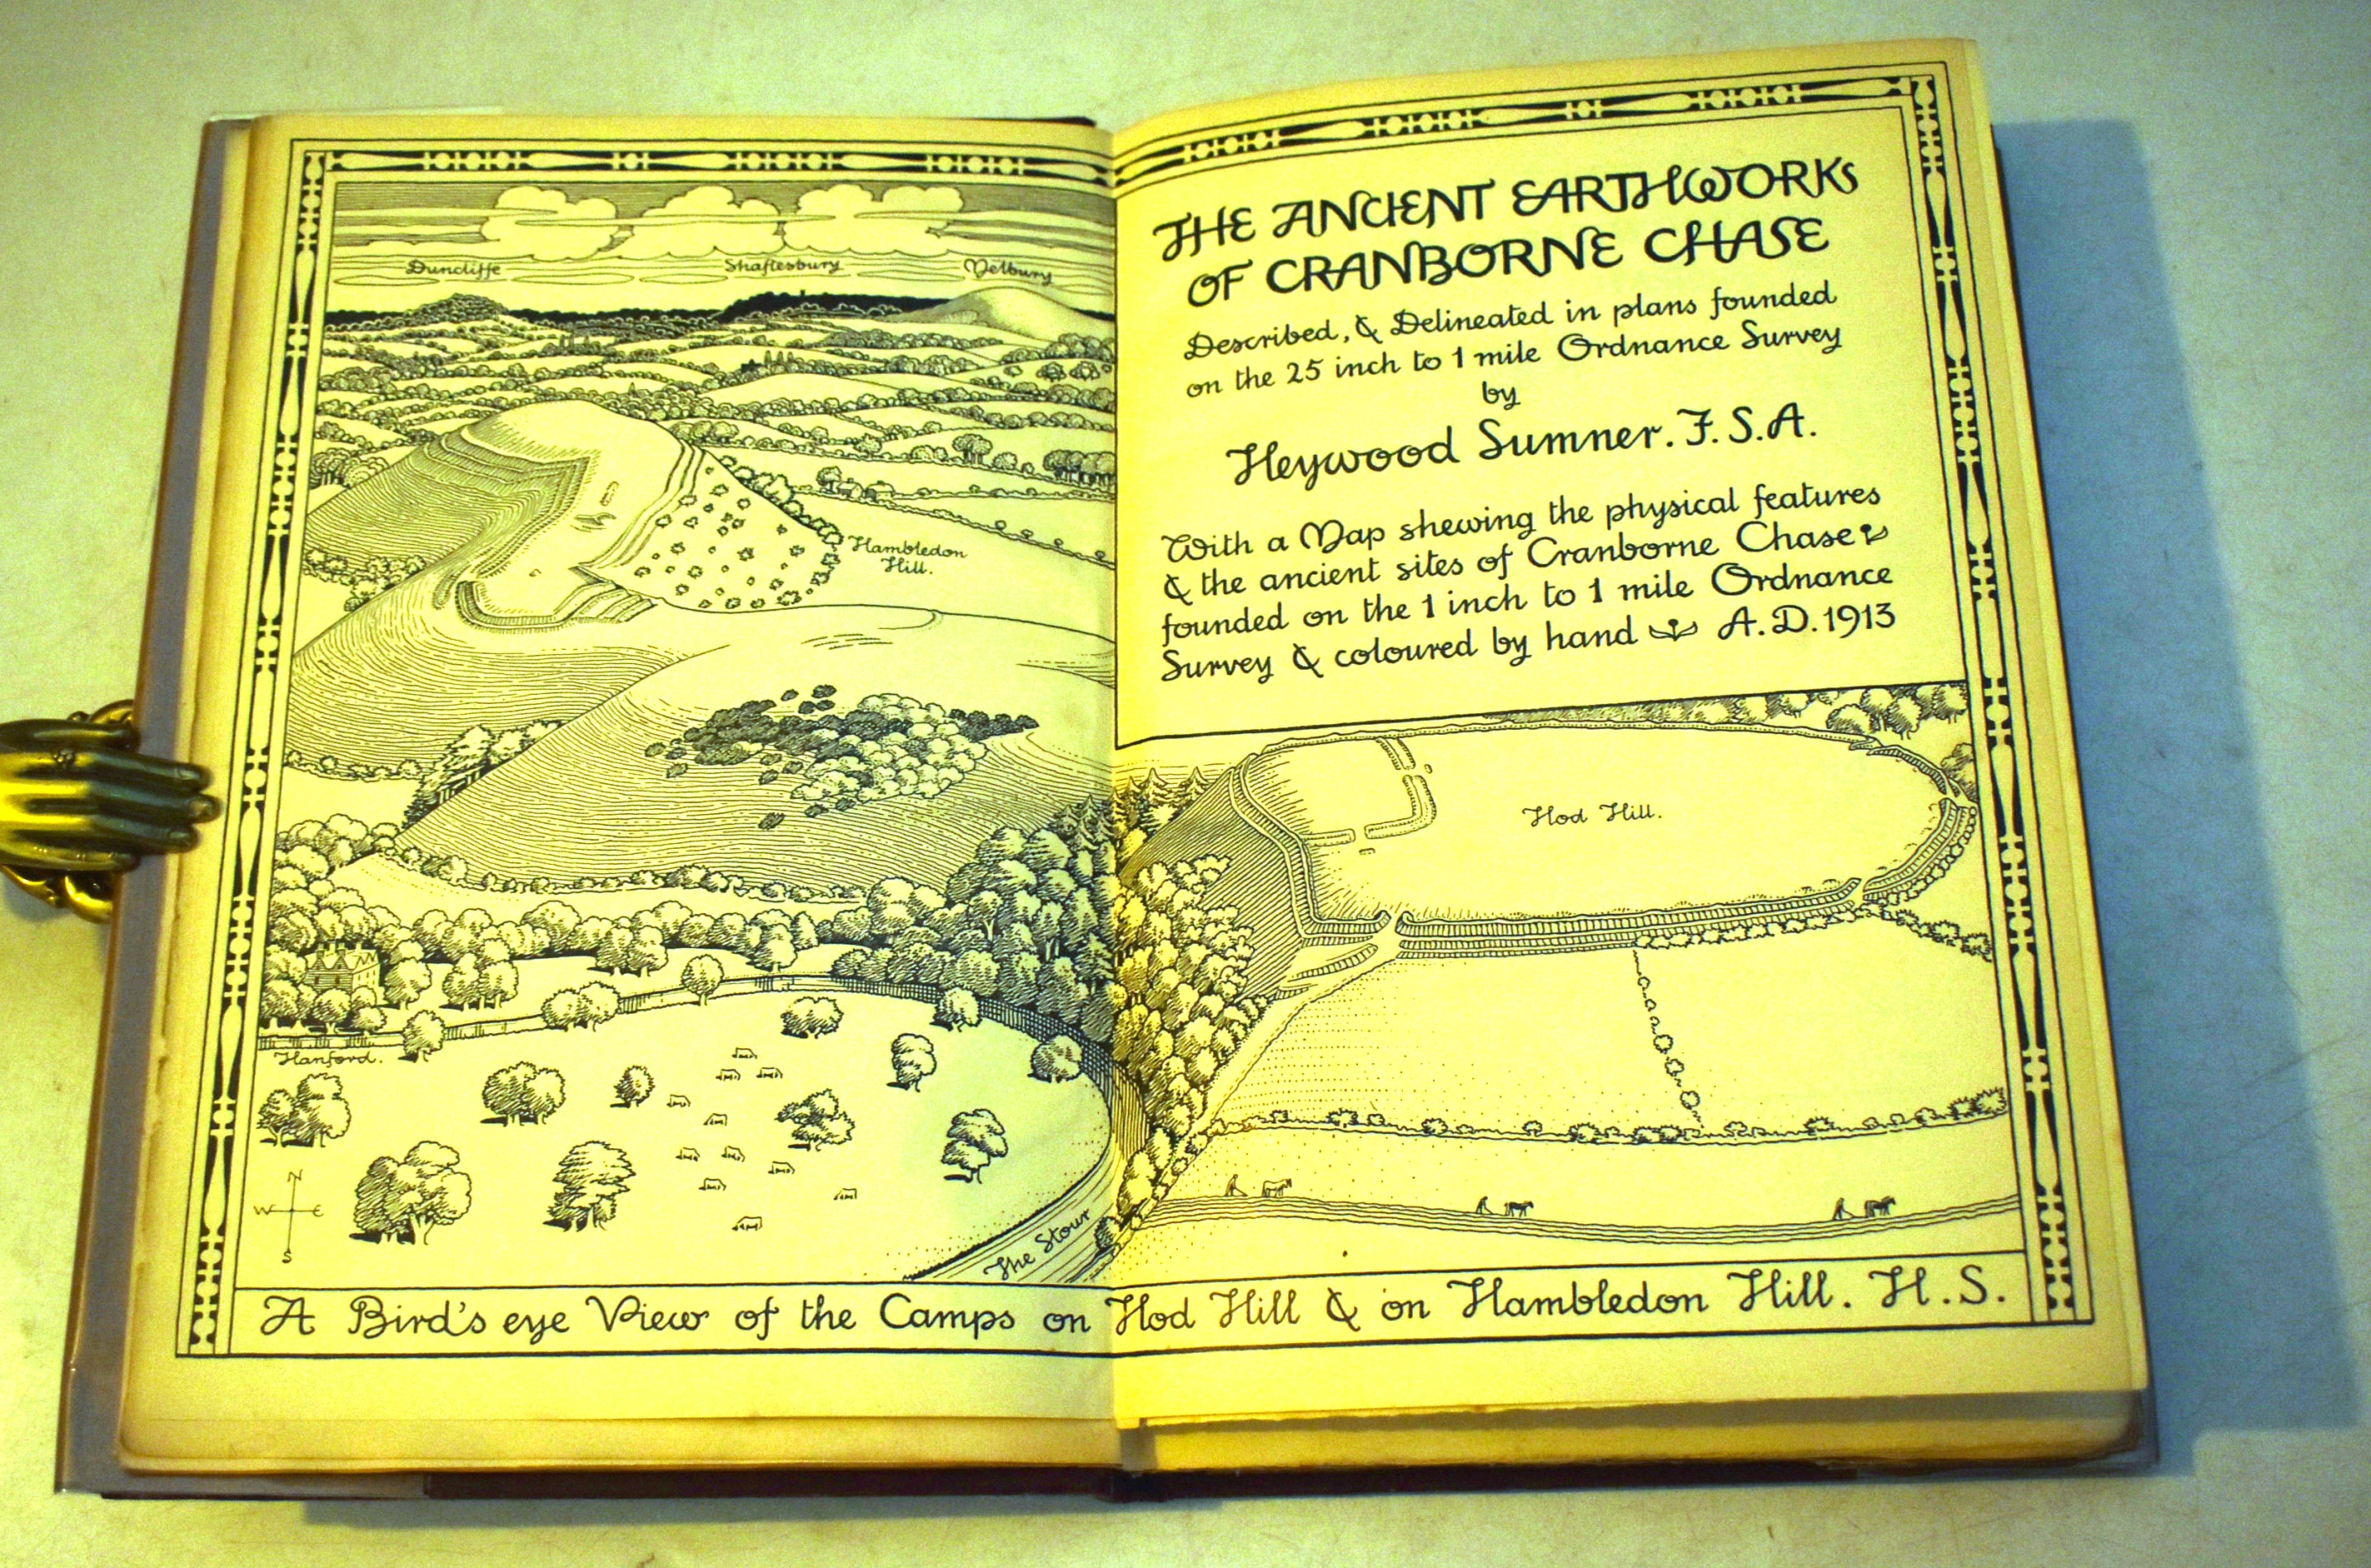 Duncliffe
Shaftesbury
Melbury
Hambledon
Hill.
Hanford.
N
W E
S
The Stour
THE ANCIENT EARTHWORKS
OF CRANBORNE CHASE
Described, & Delineated in plans founded
on the 25 inch to 1 mile Ordnance Survey
by
Heywood Sumner. F.S.A.
With a Map shewing the physical features
& the ancient sites of Cranborne Chase
founded on the 1 inch to 1 mile Ordnance
Survey & coloured by hand A.D. 1913
Hod Hill.
A Bird's eye View of the Camps on Hod Hill & on Hambledon Hill. H.S.